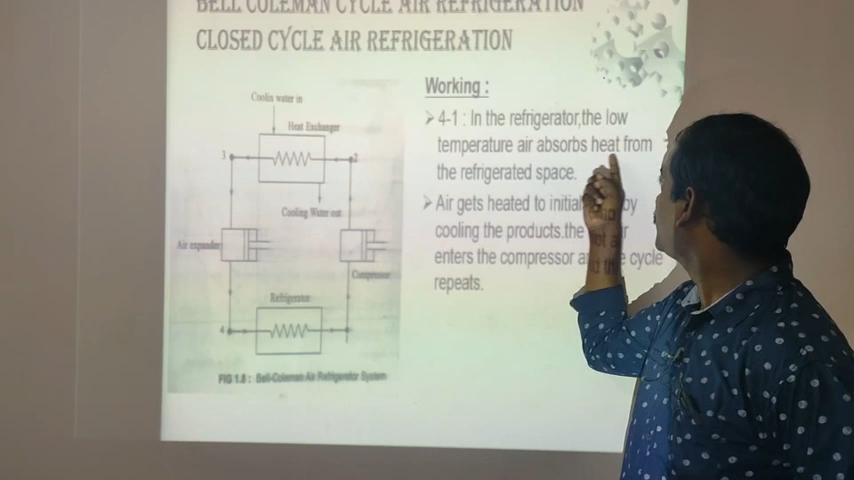 BELL COLEMAN CYCLE AIR REFRIGERATION
CLOSED CYCLE AIR REFRIGERATION
Coolin water in
Heat Exchanger
3
2
Cooling Water out
Air expander
Compressor
Refrigerator
4
FIG 1.8 : Bell-Coleman Air Refrigerator System
Working :
➢ 4-1 : In the refrigerator,the low
temperature air absorbs heat from
the refrigerated space.
➢ Air gets heated to initial by
cooling the products.the hot air
enters the compressor and the cycle
repeats.